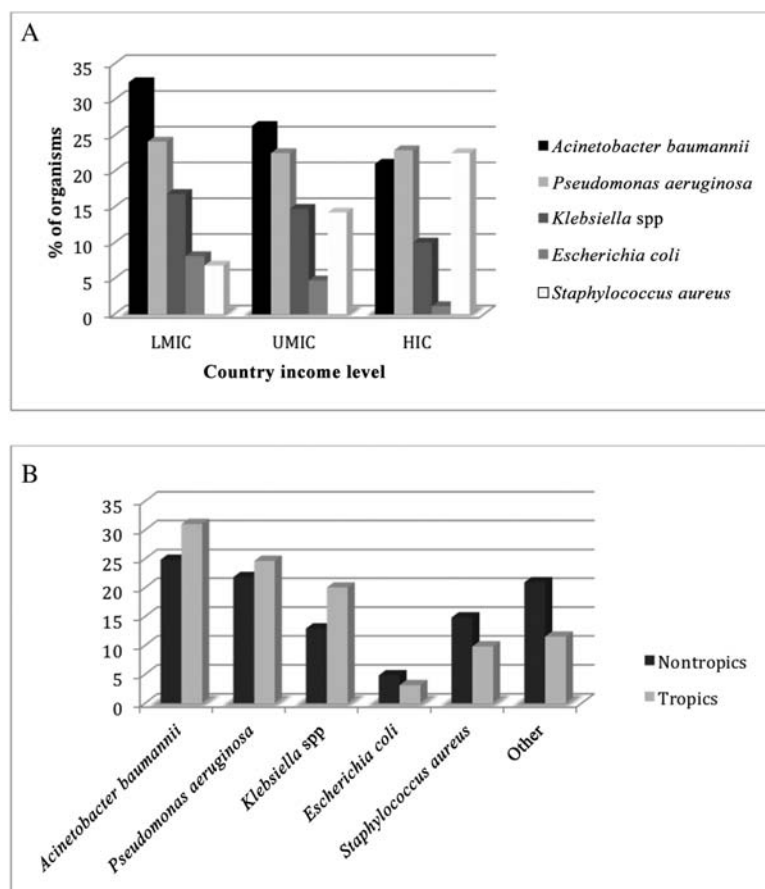 A
35
30
25
20
15
10
5
0
% of organisms
LMIC
UMIC
HIC
Country income level
Acinetobacter baumannii
Pseudomonas aeruginosa
Klebsiella spp
Escherichia coli
Staphylococcus aureus
B
35
30
25
20
15
10
5
0
Acinetobacter baumannii
Pseudomonas aeruginosa
Klebsiella spp
Escherichia coli
Staphylococcus aureus
Other
Nontropics
Tropics